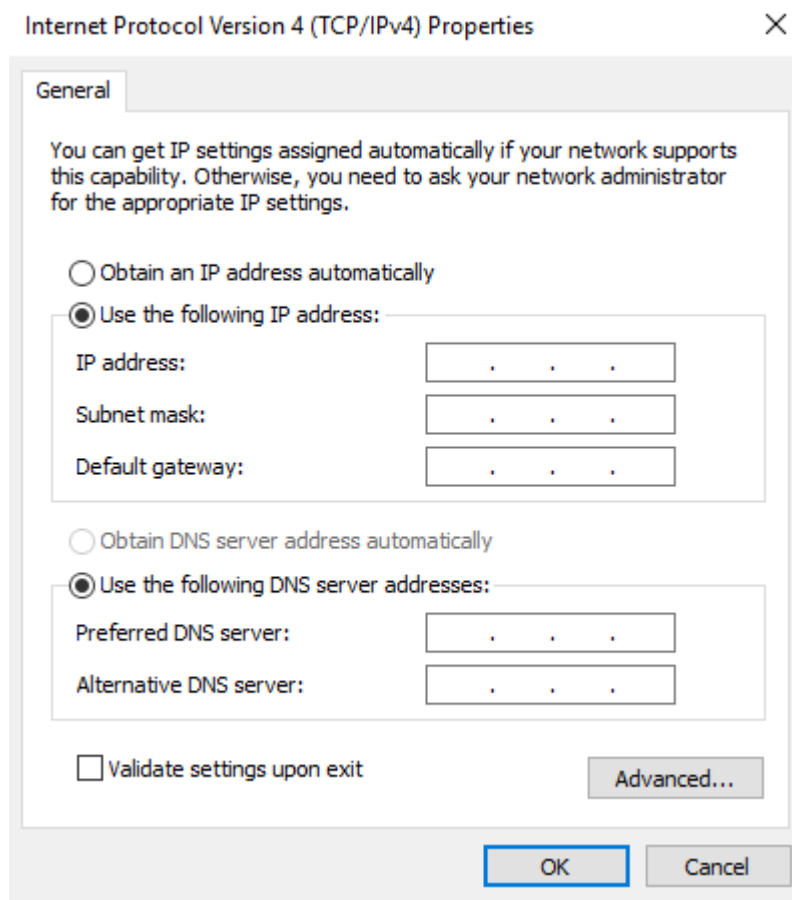 Internet Protocol Version 4 (TCP/IPv4) Properties
General
You can get IP settings assigned automatically if your network supports
this capability. Otherwise, you need to ask your network administrator
for the appropriate IP settings.
Obtain an IP address automatically
Use the following IP address:
IP address: . . .
Subnet mask: . . .
Default gateway: . . .
Obtain DNS server address automatically
Use the following DNS server addresses:
Preferred DNS server: . . .
Alternative DNS server: . . .
Validate settings upon exit
Advanced...
OK Cancel